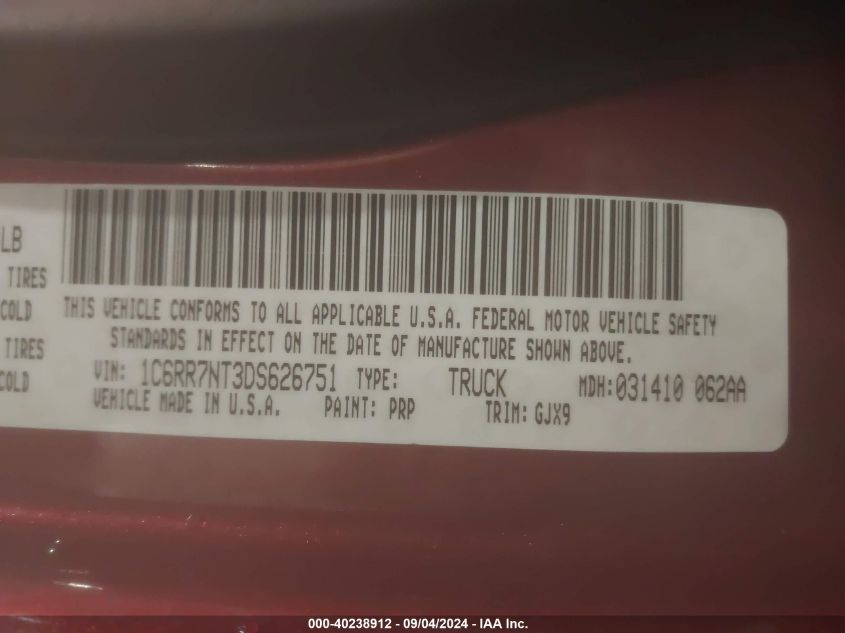 LB
TIRES
COLD
THIS VEHICLE CONFORMS TO ALL APPLICABLE U.S.A. FEDERAL MOTOR VEHICLE SAFETY
STANDARDS IN EFFECT ON THE DATE OF MANUFACTURE SHOWN ABOVE.
TIRES
COLD
VIN: 1C6RR7NT3DS626751 TYPE: TRUCK MDH:031410 062AA
VEHICLE MADE IN U.S.A. PAINT: PRP TRIM: GJX9
000-40238912 - 09/04/2024 - IAA Inc.